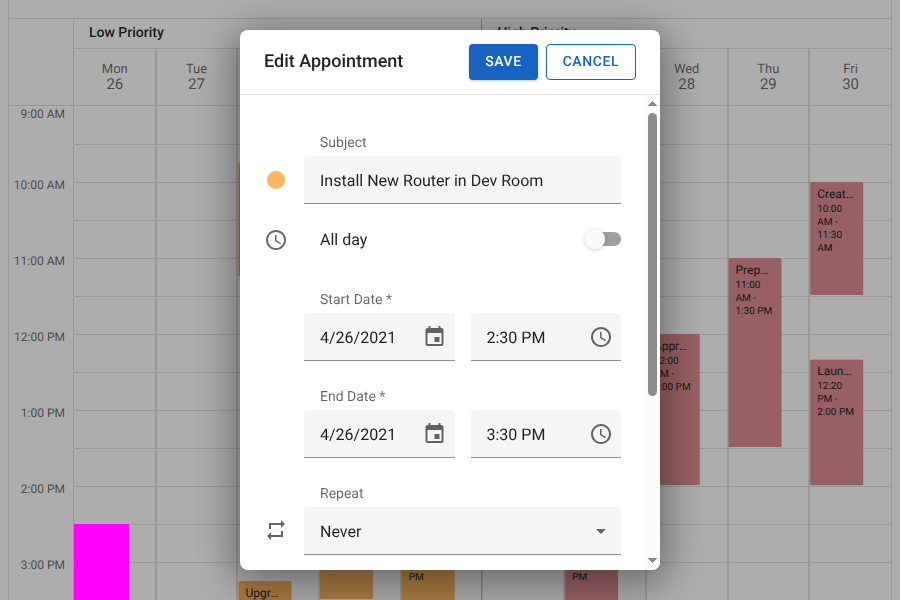 Low Priority
High Priority
Mon
26
Tue
27
Wed
28
Thu
29
Fri
30
9:00 AM
10:00 AM
11:00 AM
12:00 PM
1:00 PM
2:00 PM
3:00 PM
Edit Appointment
SAVE
CANCEL
Subject
Install New Router in Dev Room
All day
Start Date *
4/26/2021
2:30 PM
End Date *
4/26/2021
3:30 PM
Repeat
Never
Upgr...
PM
PM
Prep...
11:00
AM -
1:30 PM
Creat...
10:00
AM -
11:30
AM
Laun...
12:20
PM -
2:00 PM